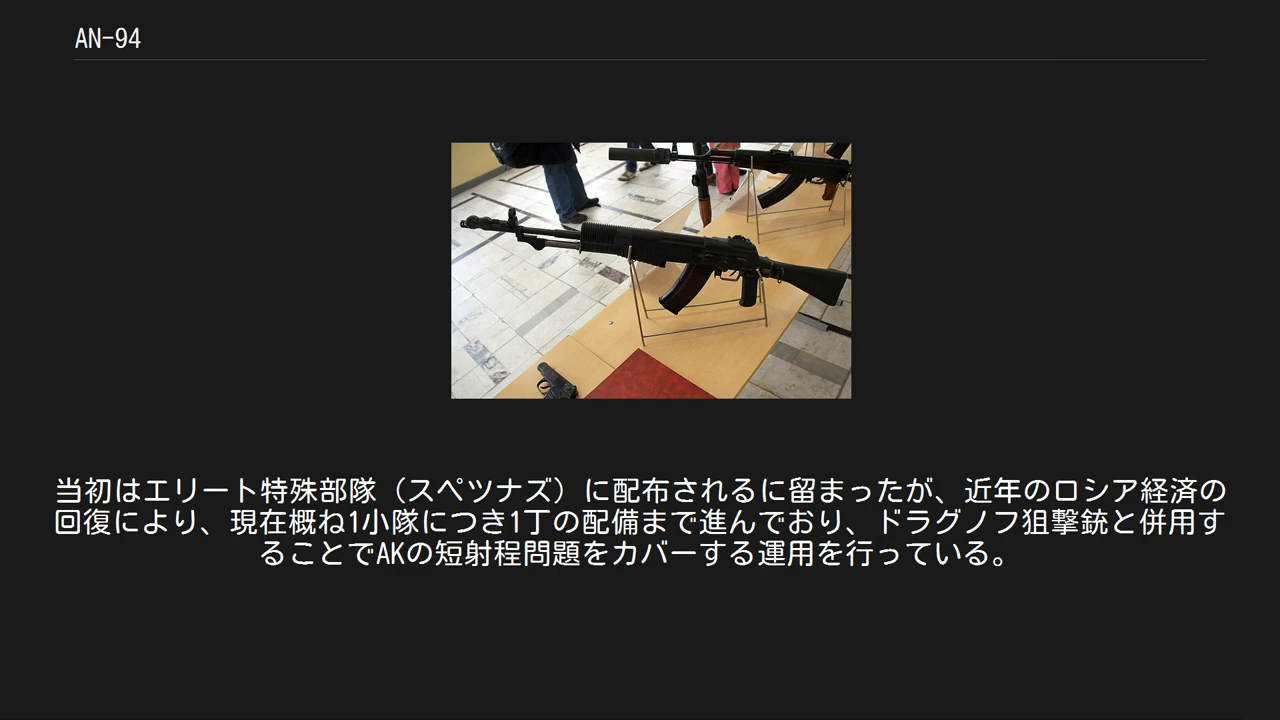 AN-94
当初はエリート特殊部隊（スペツナズ）に配布されるに留まったが、近年のロシア経済の
回復により、現在概ね1小隊につき1丁の配備まで進んでおり、ドラグノフ狙撃銃と併用す
ることでAKの短射程問題をカバーする運用を行っている。